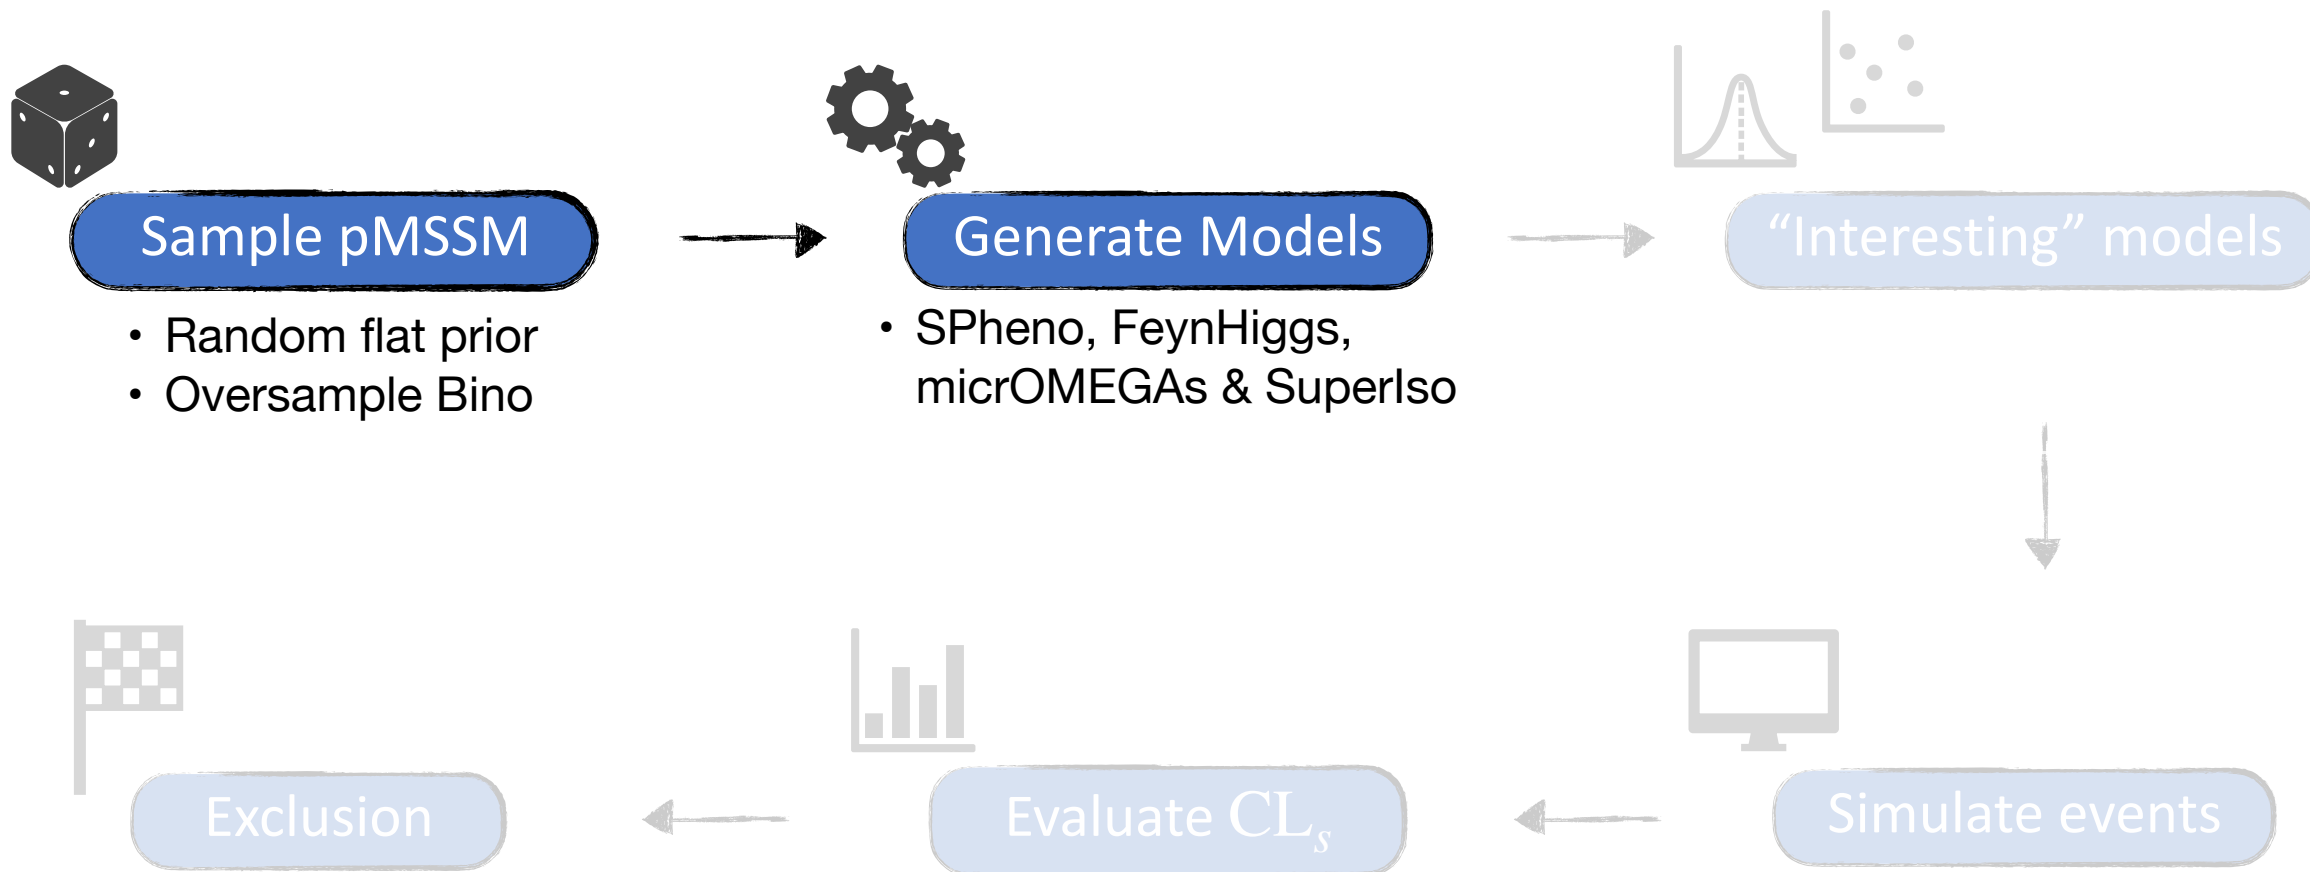 Sample pMSSM
• Random flat prior
• Oversample Bino
Generate Models
• SPheno, FeynHiggs,
micrOMEGAs & SuperIso
“Interesting” models
Exclusion
Evaluate CLₛ
Simulate events